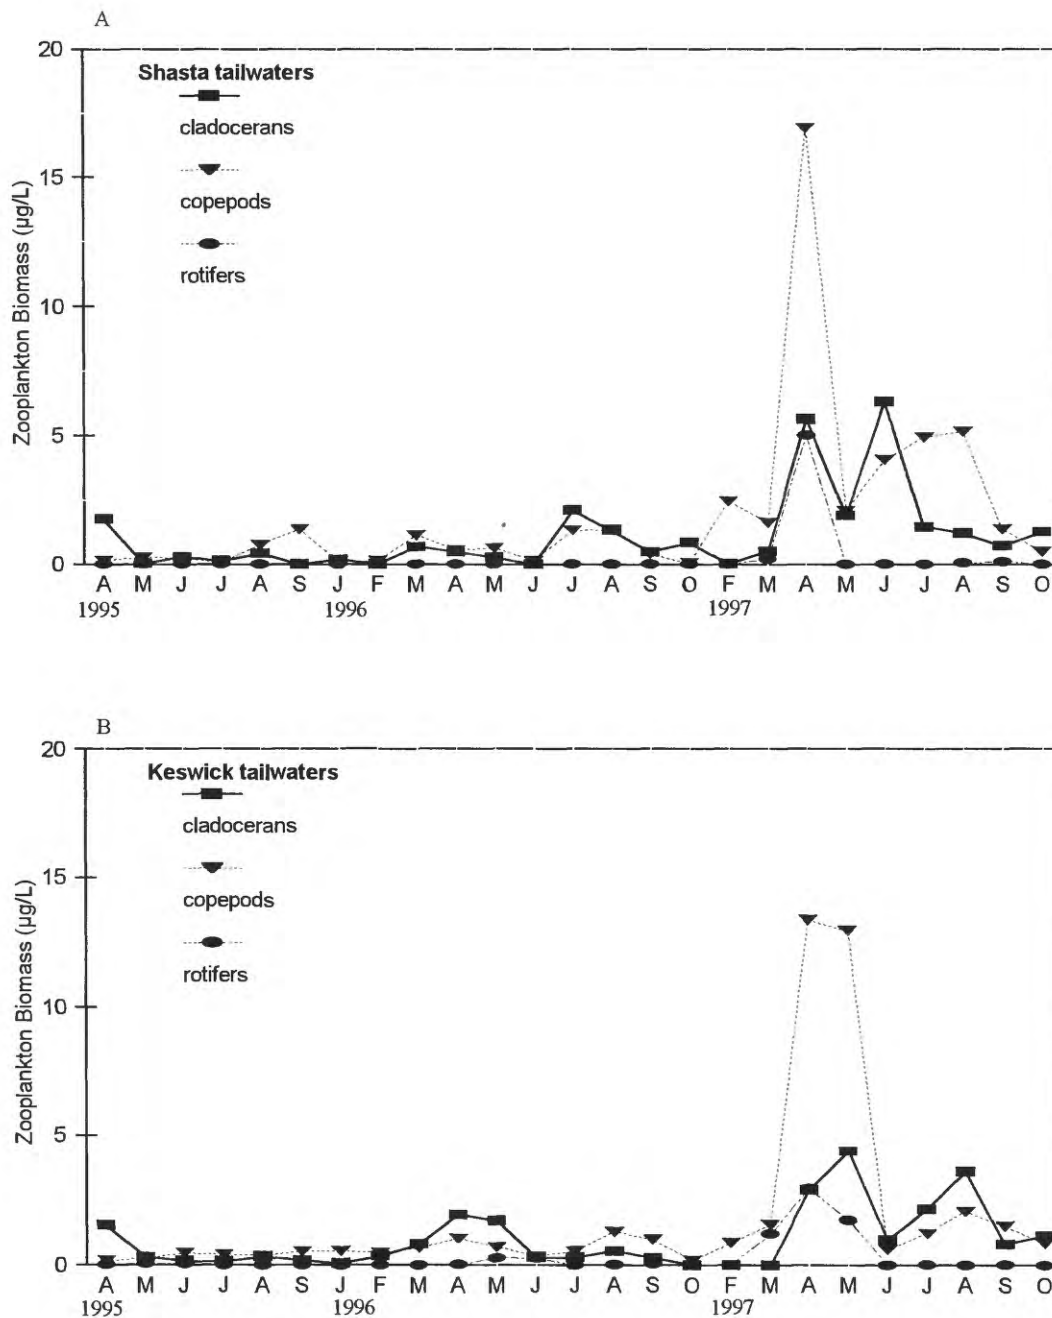 A
20
Shasta tailwaters
cladocerans
15
copepods
rotifers
10
5
0
Zooplankton Biomass (µg/L)
A M J J A S J F M A M J J A S O F M A M J J A S O
1995 1996 1997
B
20
Keswick tailwaters
cladocerans
15
copepods
rotifers
10
5
0
Zooplankton Biomass (µg/L)
A M J J A S J F M A M J J A S O F M A M J J A S O
1995 1996 1997